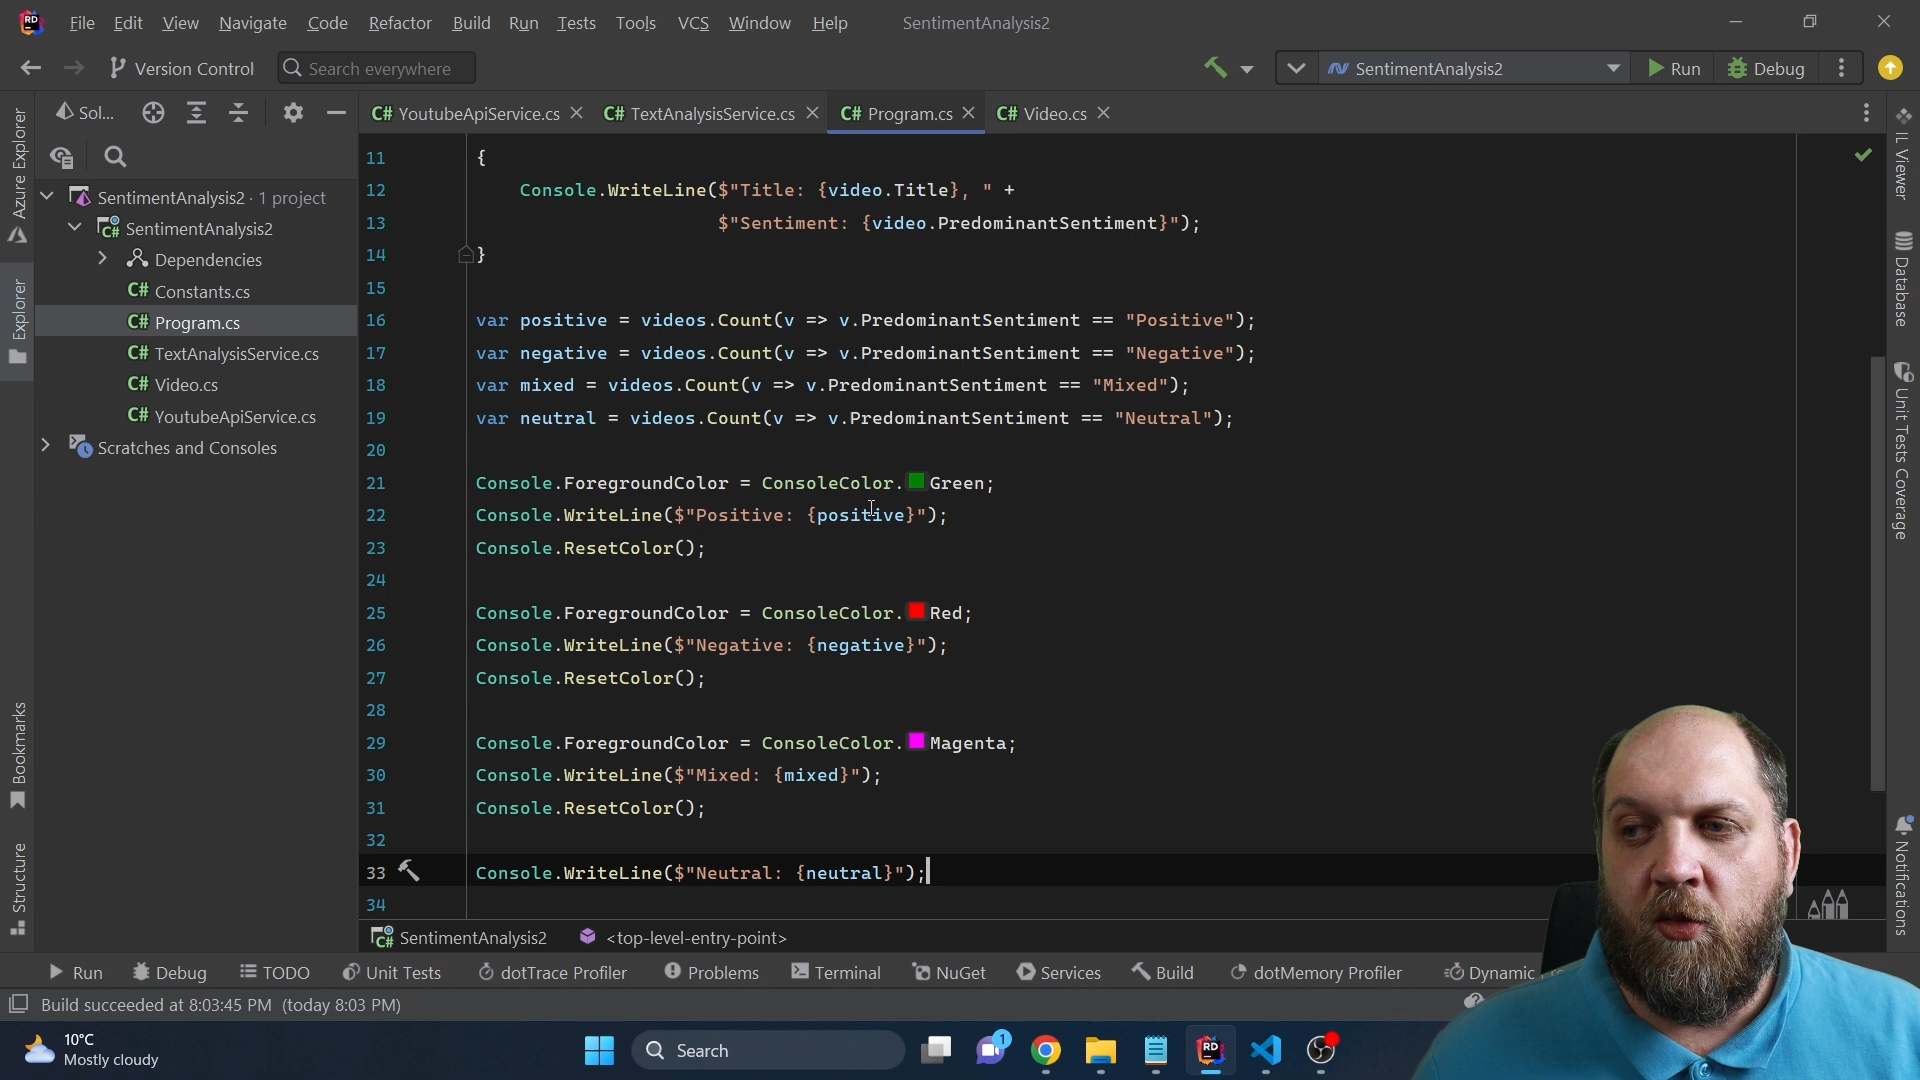 File Edit View Navigate Code Refactor Build Run Tests Tools VCS Window Help SentimentAnalysis2
Version Control Search everywhere SentimentAnalysis2 Run Debug
Sol... C# YoutubeApiService.cs C# TextAnalysisService.cs C# Program.cs C# Video.cs
Azure Explorer
Explorer
Bookmarks
Structure
SentimentAnalysis2 · 1 project
SentimentAnalysis2
Dependencies
C# Constants.cs
C# Program.cs
C# TextAnalysisService.cs
C# Video.cs
C# YoutubeApiService.cs
Scratches and Consoles
11 {
12 Console.WriteLine($"Title: {video.Title}, " +
13 $"Sentiment: {video.PredominantSentiment}");
14 }
15
16 var positive = videos.Count(v => v.PredominantSentiment == "Positive");
17 var negative = videos.Count(v => v.PredominantSentiment == "Negative");
18 var mixed = videos.Count(v => v.PredominantSentiment == "Mixed");
19 var neutral = videos.Count(v => v.PredominantSentiment == "Neutral");
20
21 Console.ForegroundColor = ConsoleColor.Green;
22 Console.WriteLine($"Positive: {positive}");
23 Console.ResetColor();
24
25 Console.ForegroundColor = ConsoleColor.Red;
26 Console.WriteLine($"Negative: {negative}");
27 Console.ResetColor();
28
29 Console.ForegroundColor = ConsoleColor.Magenta;
30 Console.WriteLine($"Mixed: {mixed}");
31 Console.ResetColor();
32
33 Console.WriteLine($"Neutral: {neutral}");
34
IL Viewer
Database
Unit Tests Coverage
Notifications
C# SentimentAnalysis2 <top-level-entry-point>
Run Debug TODO Unit Tests dotTrace Profiler Problems Terminal NuGet Services Build dotMemory Profiler Dynamic
Build succeeded at 8:03:45 PM (today 8:03 PM)
10°C
Mostly cloudy
Search
1
RD